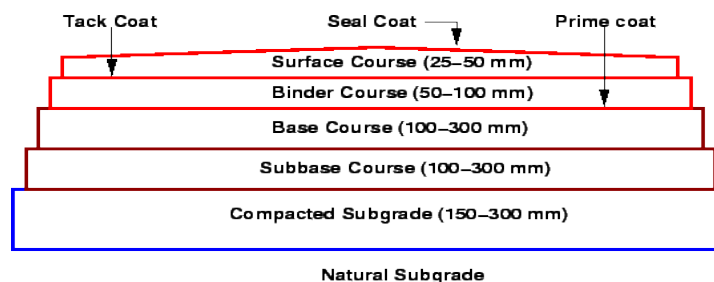 Tack Coat Seal Coat Prime coat
Surface Course (25–50 mm)
Binder Course (50–100 mm)
Base Course (100–300 mm)
Subbase Course (100–300 mm)
Compacted Subgrade (150–300 mm)
Natural Subgrade